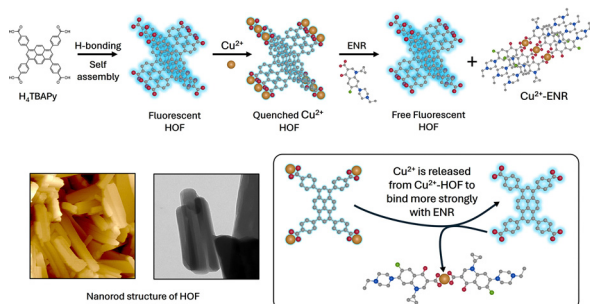 H-bonding
Self
assembly
Cu²⁺
ENR
+
H₄TBAPy
Fluorescent
HOF
Quenched Cu²⁺
HOF
Free Fluorescent
HOF
Cu²⁺-ENR
Nanorod structure of HOF
Cu²⁺ is released
from Cu²⁺-HOF to
bind more strongly
with ENR